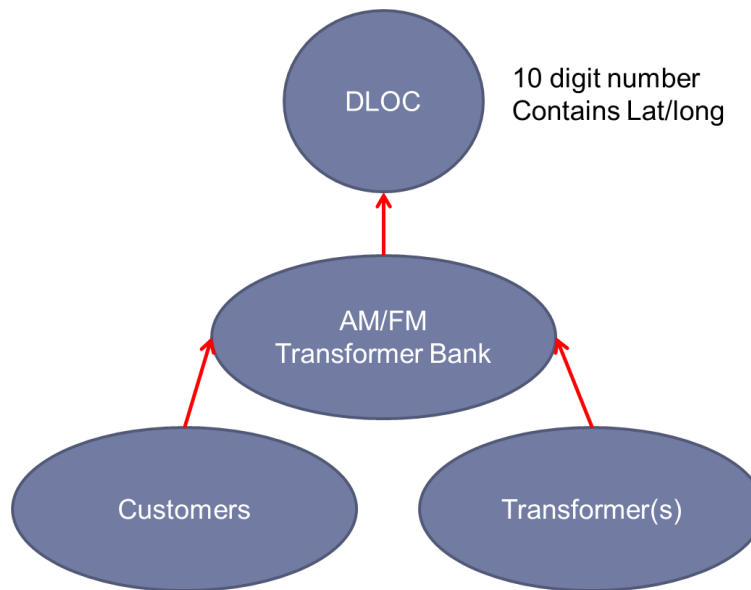 DLOC
10 digit number
Contains Lat/long
AM/FM
Transformer Bank
Customers
Transformer(s)